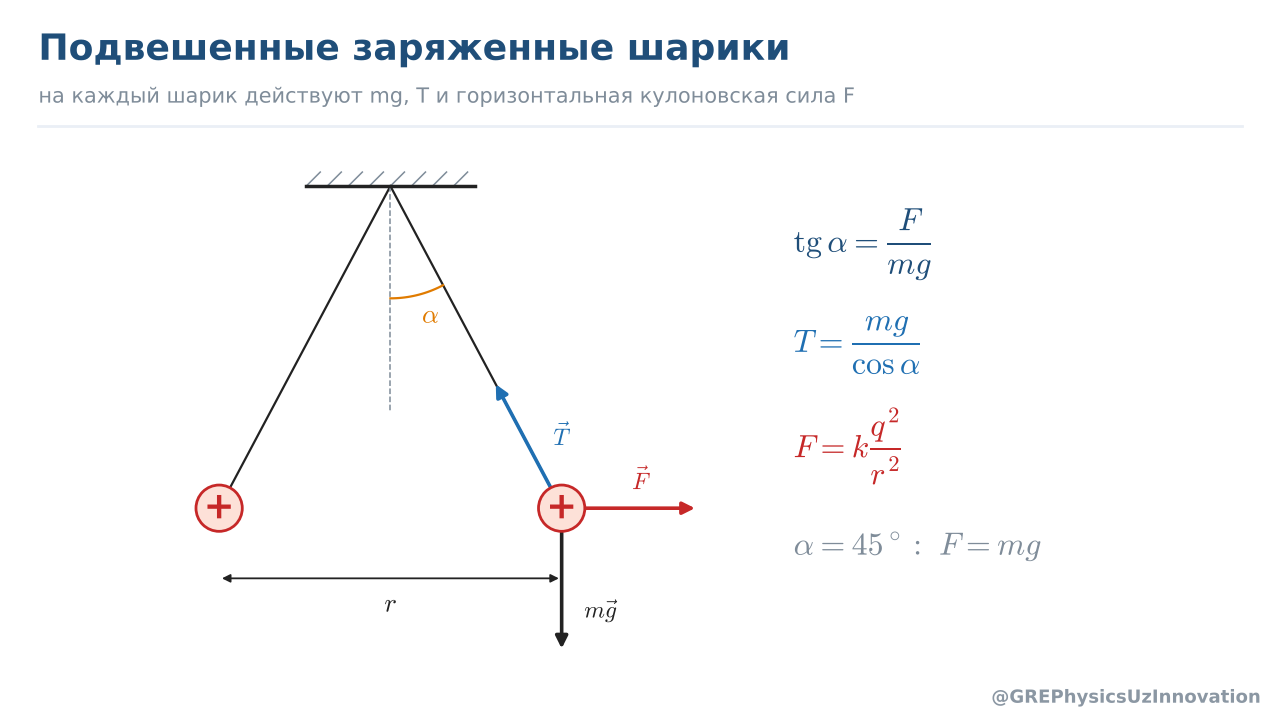 Подвешенные заряженные шарики
на каждый шарик действуют mg, T и горизонтальная кулоновская сила F
tg α = F/mg
α
T = mg/cos α
F = k q²/r²
T⃗
F⃗
+ +
α = 45° : F = mg
r
mg⃗
@GREPhysicsUzInnovation